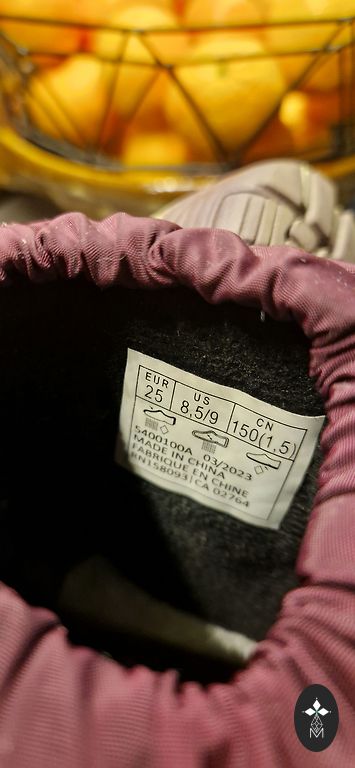 EUR US CN
25 8,5/9 150(1,5)
5400100A 03/2023
MADE IN CHINA
FABRIQUE EN CHINE
RN158093 | CA 02764
M